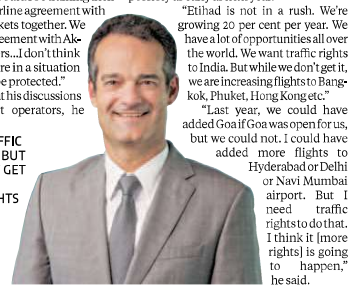 rline agreement with
kets together. We
eement with Ak-
rs...I don't think
re in a situation
be protected."
t his discussions
t operators, he
FFIC
BUT
GET
HTS
"Etihad is not in a rush. We're
growing 20 per cent per year. We
have a lot of opportunities all over
the world. We want traffic rights
to India. But while we don't get it,
we are increasing flights to Bang-
kok, Phuket, Hong Kong etc."
"Last year, we could have
added Goa if Goa was open for us,
but we could not. I could have
added more flights to
Hyderabad or Delhi
or Navi Mumbai
airport. But I
need traffic
rights to do that.
I think it [more
rights] is going
to happen,"
he said.